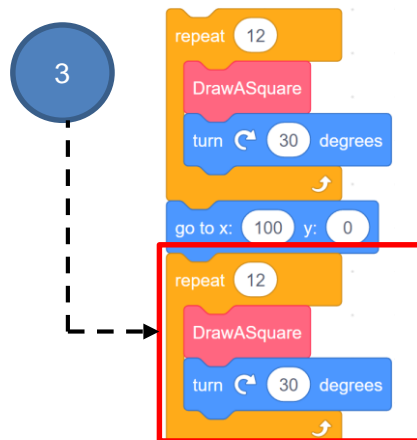 3
repeat 12
DrawASquare
turn 30 degrees
go to x: 100 y: 0
repeat 12
DrawASquare
turn 30 degrees